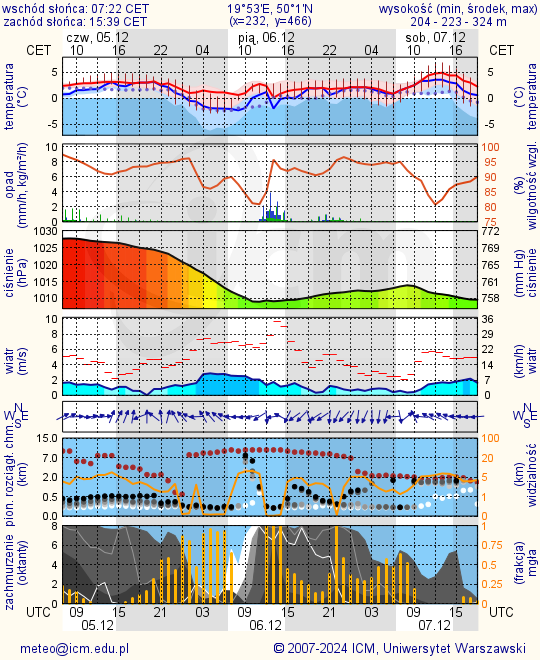 wschód słońca: 07:22 CET
19°53'E, 50°1'N
wysokość (min, środek, max)
zachód słońca: 15:39 CET
(x=232, y=466)
204 - 223 - 324 m
czw, 05.12
pią, 06.12
sob, 07.12
CET
10
16
22
04
10
16
22
04
10
16
CET
temperatura
(°C)
5
0
-5
5
0
-5
temperatura
(°C)
opad
(mm/h, kg/m²/h)
10
8
6
4
2
0
100
95
90
85
80
75
wilgotność wzgl.
(%)
ciśnienie
(hPa)
1030
1025
1020
1015
1010
772
769
765
761
758
(mm Hg)
ciśnienie
wiatr
(m/s)
10
8
6
4
2
0
36
29
22
14
7
0
(km/h)
wiatr
N
W E
S
N
W E
S
pion. rozciągł. chm.
(km)
15.0
7.0
2.0
0.5
0.2
0.0
100
20
5
1
0.4
0
(km)
widzialność
zachmurzenie
(oktanty)
8
6
4
2
0
1
0.75
0.5
0.25
0
(frakcja)
mgła
UTC
09
15
21
03
09
15
21
03
09
15
UTC
05.12
06.12
07.12
meteo@icm.edu.pl
© 2007-2024 ICM, Uniwersytet Warszawski